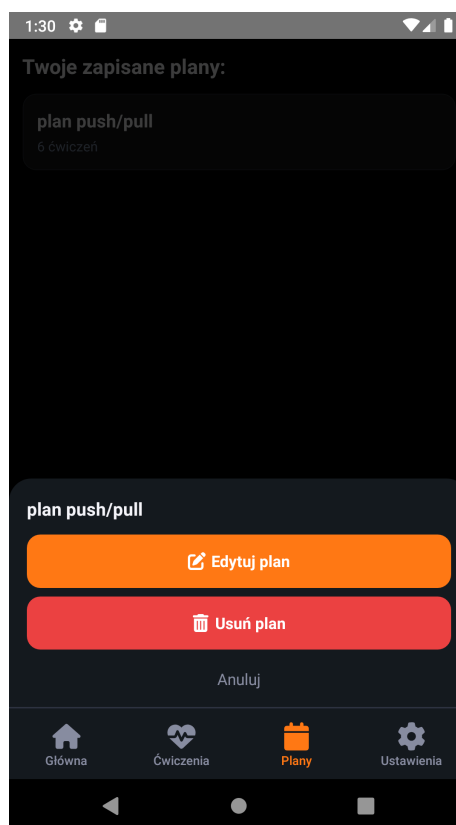 1:30
Twoje zapisane plany:
plan push/pull
6 ćwiczeń
plan push/pull
Edytuj plan
Usuń plan
Anuluj
Główna Ćwiczenia Plany Ustawienia